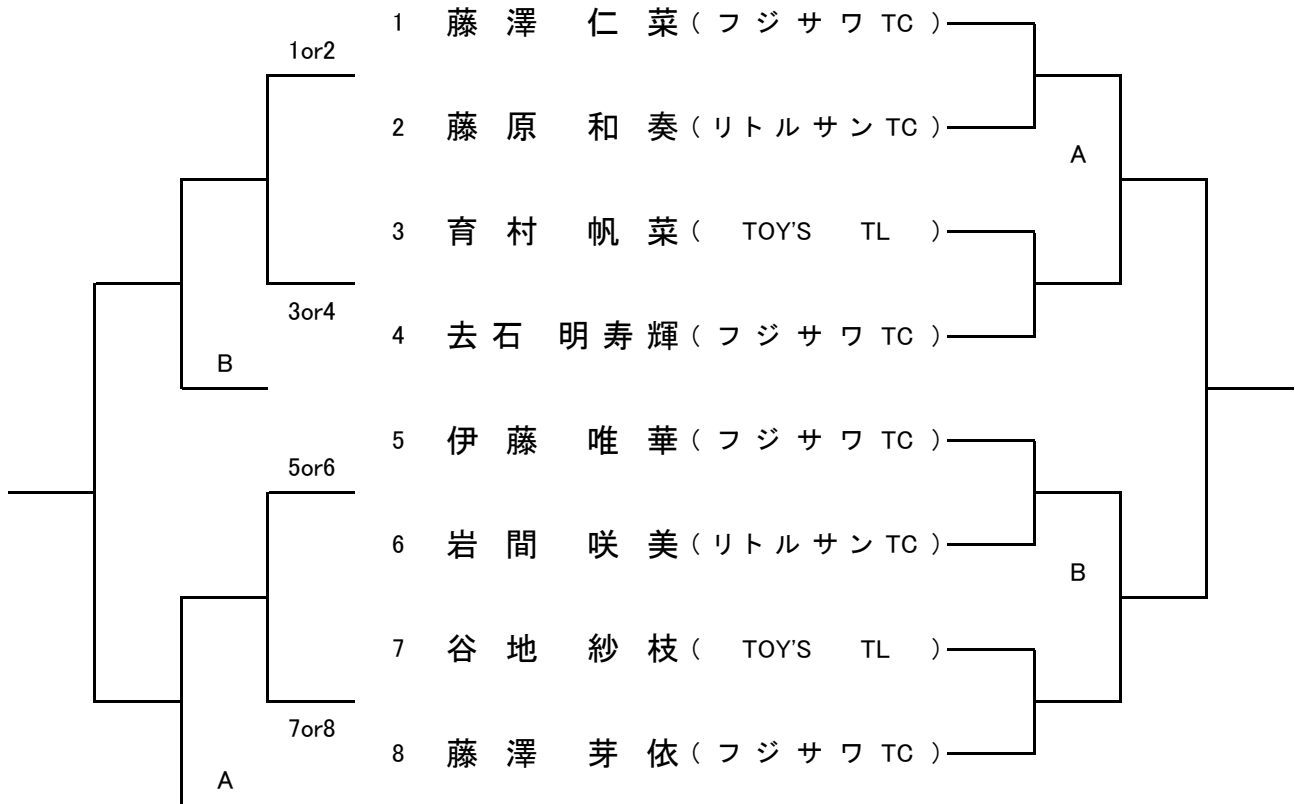 1 藤澤 仁菜 ( フジサワ TC )
1or2
2 藤原 和奏 ( リトルサン TC )
A
3 育村 帆菜 ( TOY'S TL )
3or4
4 去石 明寿輝 ( フジサワ TC )
B
5 伊藤 唯華 ( フジサワ TC )
5or6
6 岩間 咲美 ( リトルサン TC )
B
7 谷地 紗枝 ( TOY'S TL )
7or8
8 藤澤 芽依 ( フジサワ TC )
A